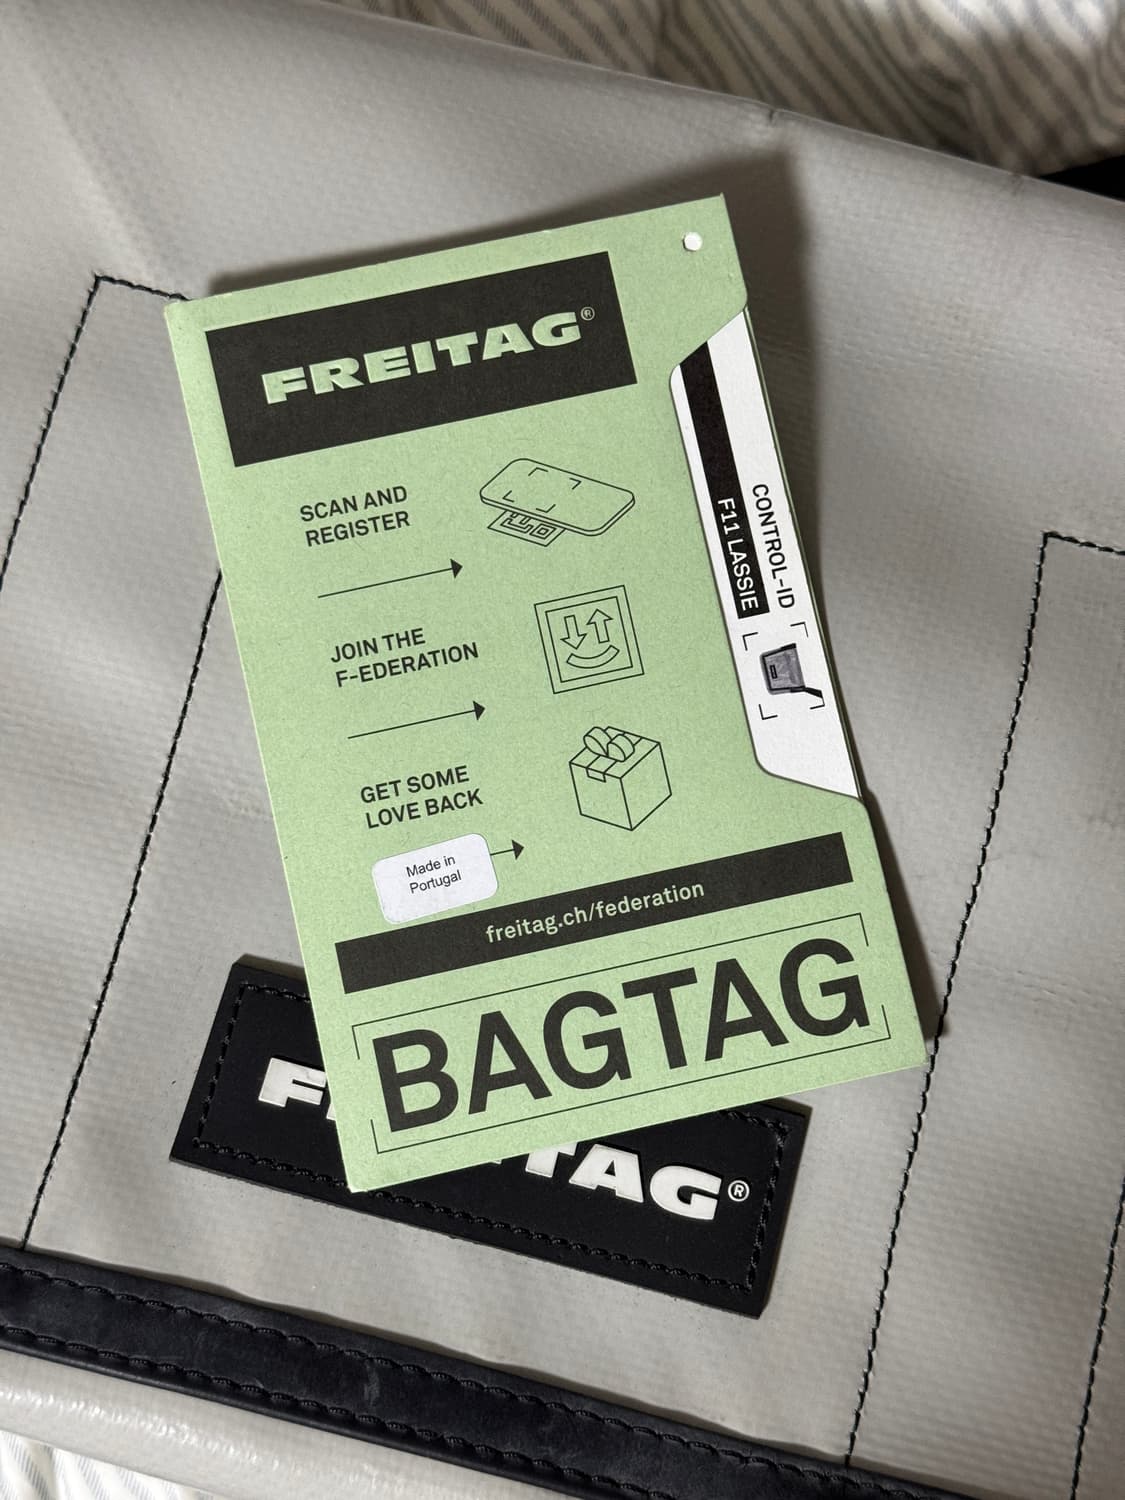 FREITAG®
SCAN AND
REGISTER
JOIN THE
F-EDERATION
GET SOME
LOVE BACK
Made in
Portugal
freitag.ch/federation
BAGTAG
CONTROL-ID
F11 LASSIE
F TAG®